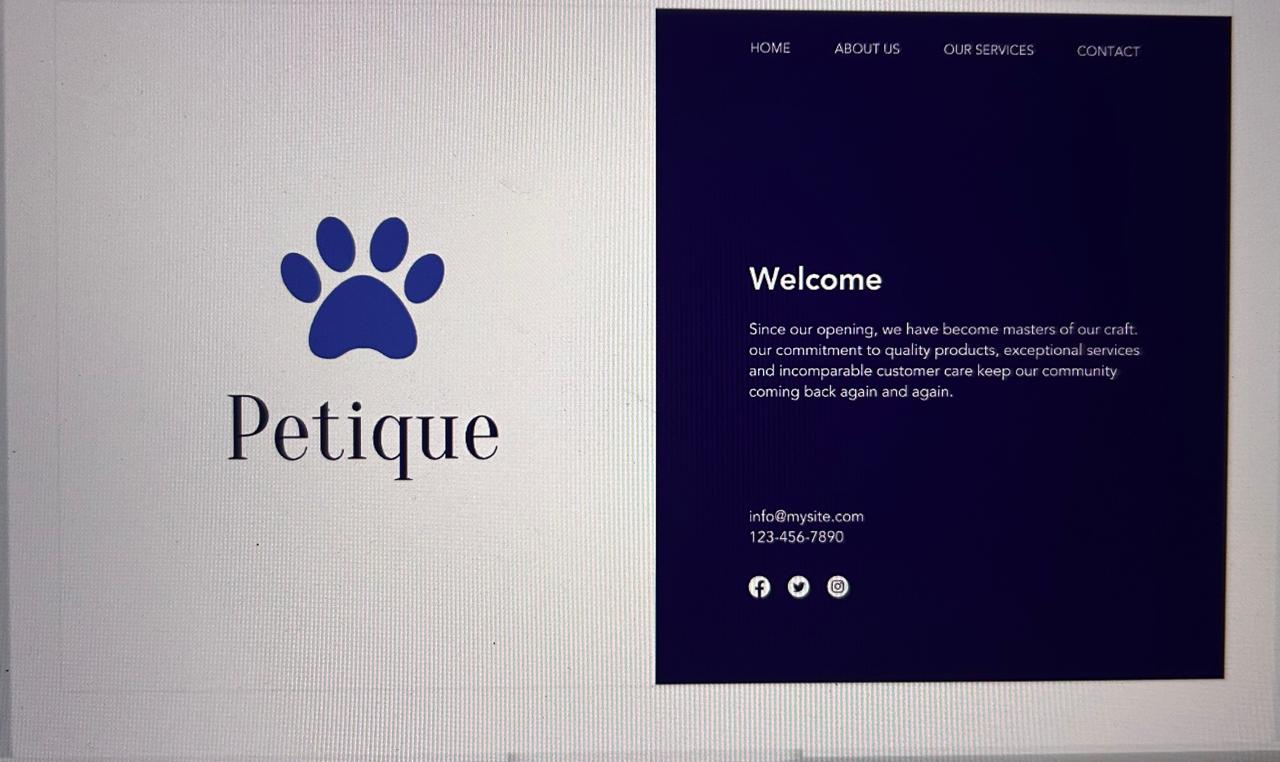 HOME ABOUT US OUR SERVICES CONTACT
Petique
Welcome
Since our opening, we have become masters of our craft.
our commitment to quality products, exceptional services
and incomparable customer care keep our community
coming back again and again.
info@mysite.com
123-456-7890